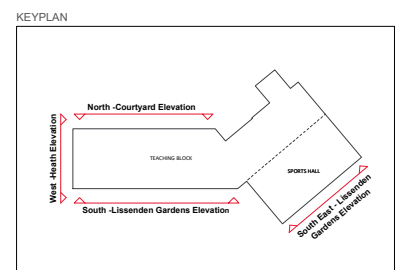 KEYPLAN
North -Courtyard Elevation
West -Heath Elevation
TEACHING BLOCK
SPORTS HALL
South -Lissenden Gardens Elevation
South East - Lissenden
Gardens Elevation